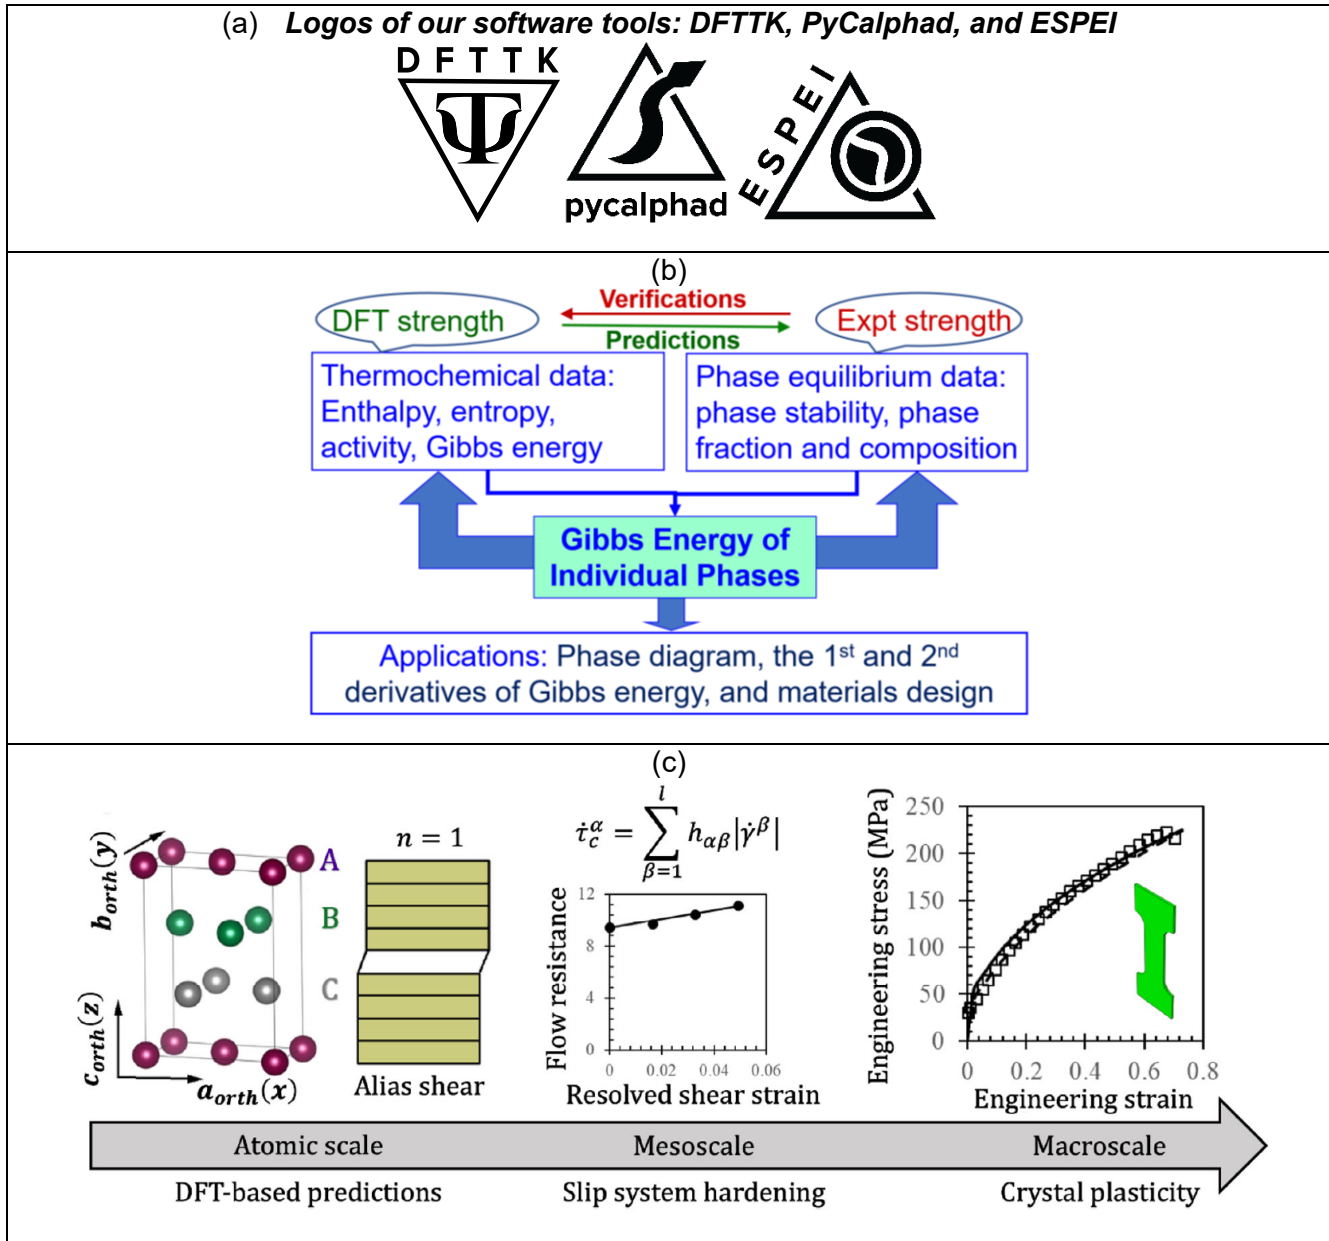 (a) Logos of our software tools: DFTTK, PyCalphad, and ESPEI
D F T T K
Ψ
pycalphad
E S P E I
(b)
DFT strength
Verifications
Predictions
Expt strength
Thermochemical data:
Enthalpy, entropy,
activity, Gibbs energy
Phase equilibrium data:
phase stability, phase
fraction and composition
Gibbs Energy of
Individual Phases
Applications: Phase diagram, the 1st and 2nd
derivatives of Gibbs energy, and materials design
(c)
b_orth(y)
A
B
C
c_orth(z)
a_orth(x)
n = 1
Alias shear
τ̇_c^α = ∑_{β=1}^{l} h_{αβ}|γ̇^β|
Flow resistance
12
8
4
0
0 0.02 0.04 0.06
Resolved shear strain
Engineering stress (MPa)
250
200
150
100
50
0
0 0.2 0.4 0.6 0.8
Engineering strain
Atomic scale Mesoscale Macroscale
DFT-based predictions Slip system hardening Crystal plasticity